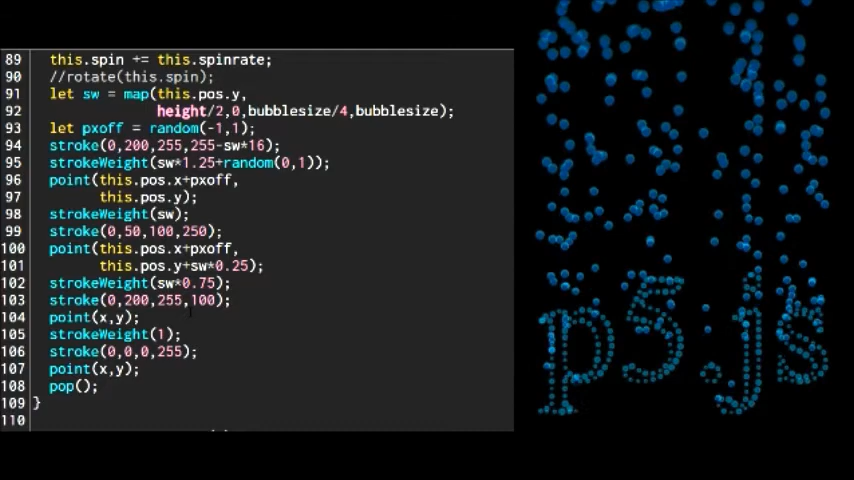 89 this.spin += this.spinrate;
90 //rotate(this.spin);
91 let sw = map(this.pos.y,
92 height/2,0,bubblesize/4,bubblesize);
93 let pxoff = random(-1,1);
94 stroke(0,200,255,255-sw*16);
95 strokeWeight(sw*1.25+random(0,1));
96 point(this.pos.x+pxoff,
97 this.pos.y);
98 strokeWeight(sw);
99 stroke(0,50,100,250);
100 point(this.pos.x+pxoff,
101 this.pos.y+sw*0.25);
102 strokeWeight(sw*0.75);
103 stroke(0,200,255,100);
104 point(x,y);
105 strokeWeight(1);
106 stroke(0,0,0,255);
107 point(x,y);
108 pop();
109 }
110
p5.js